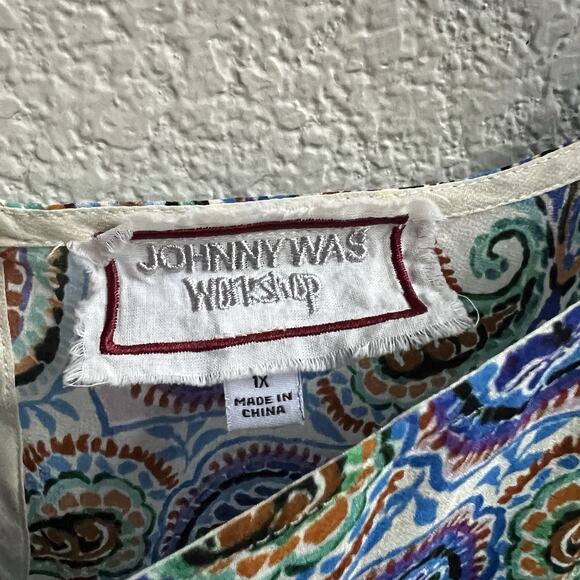 JOHNNY WAS
Workshop
1X
MADE IN
CHINA